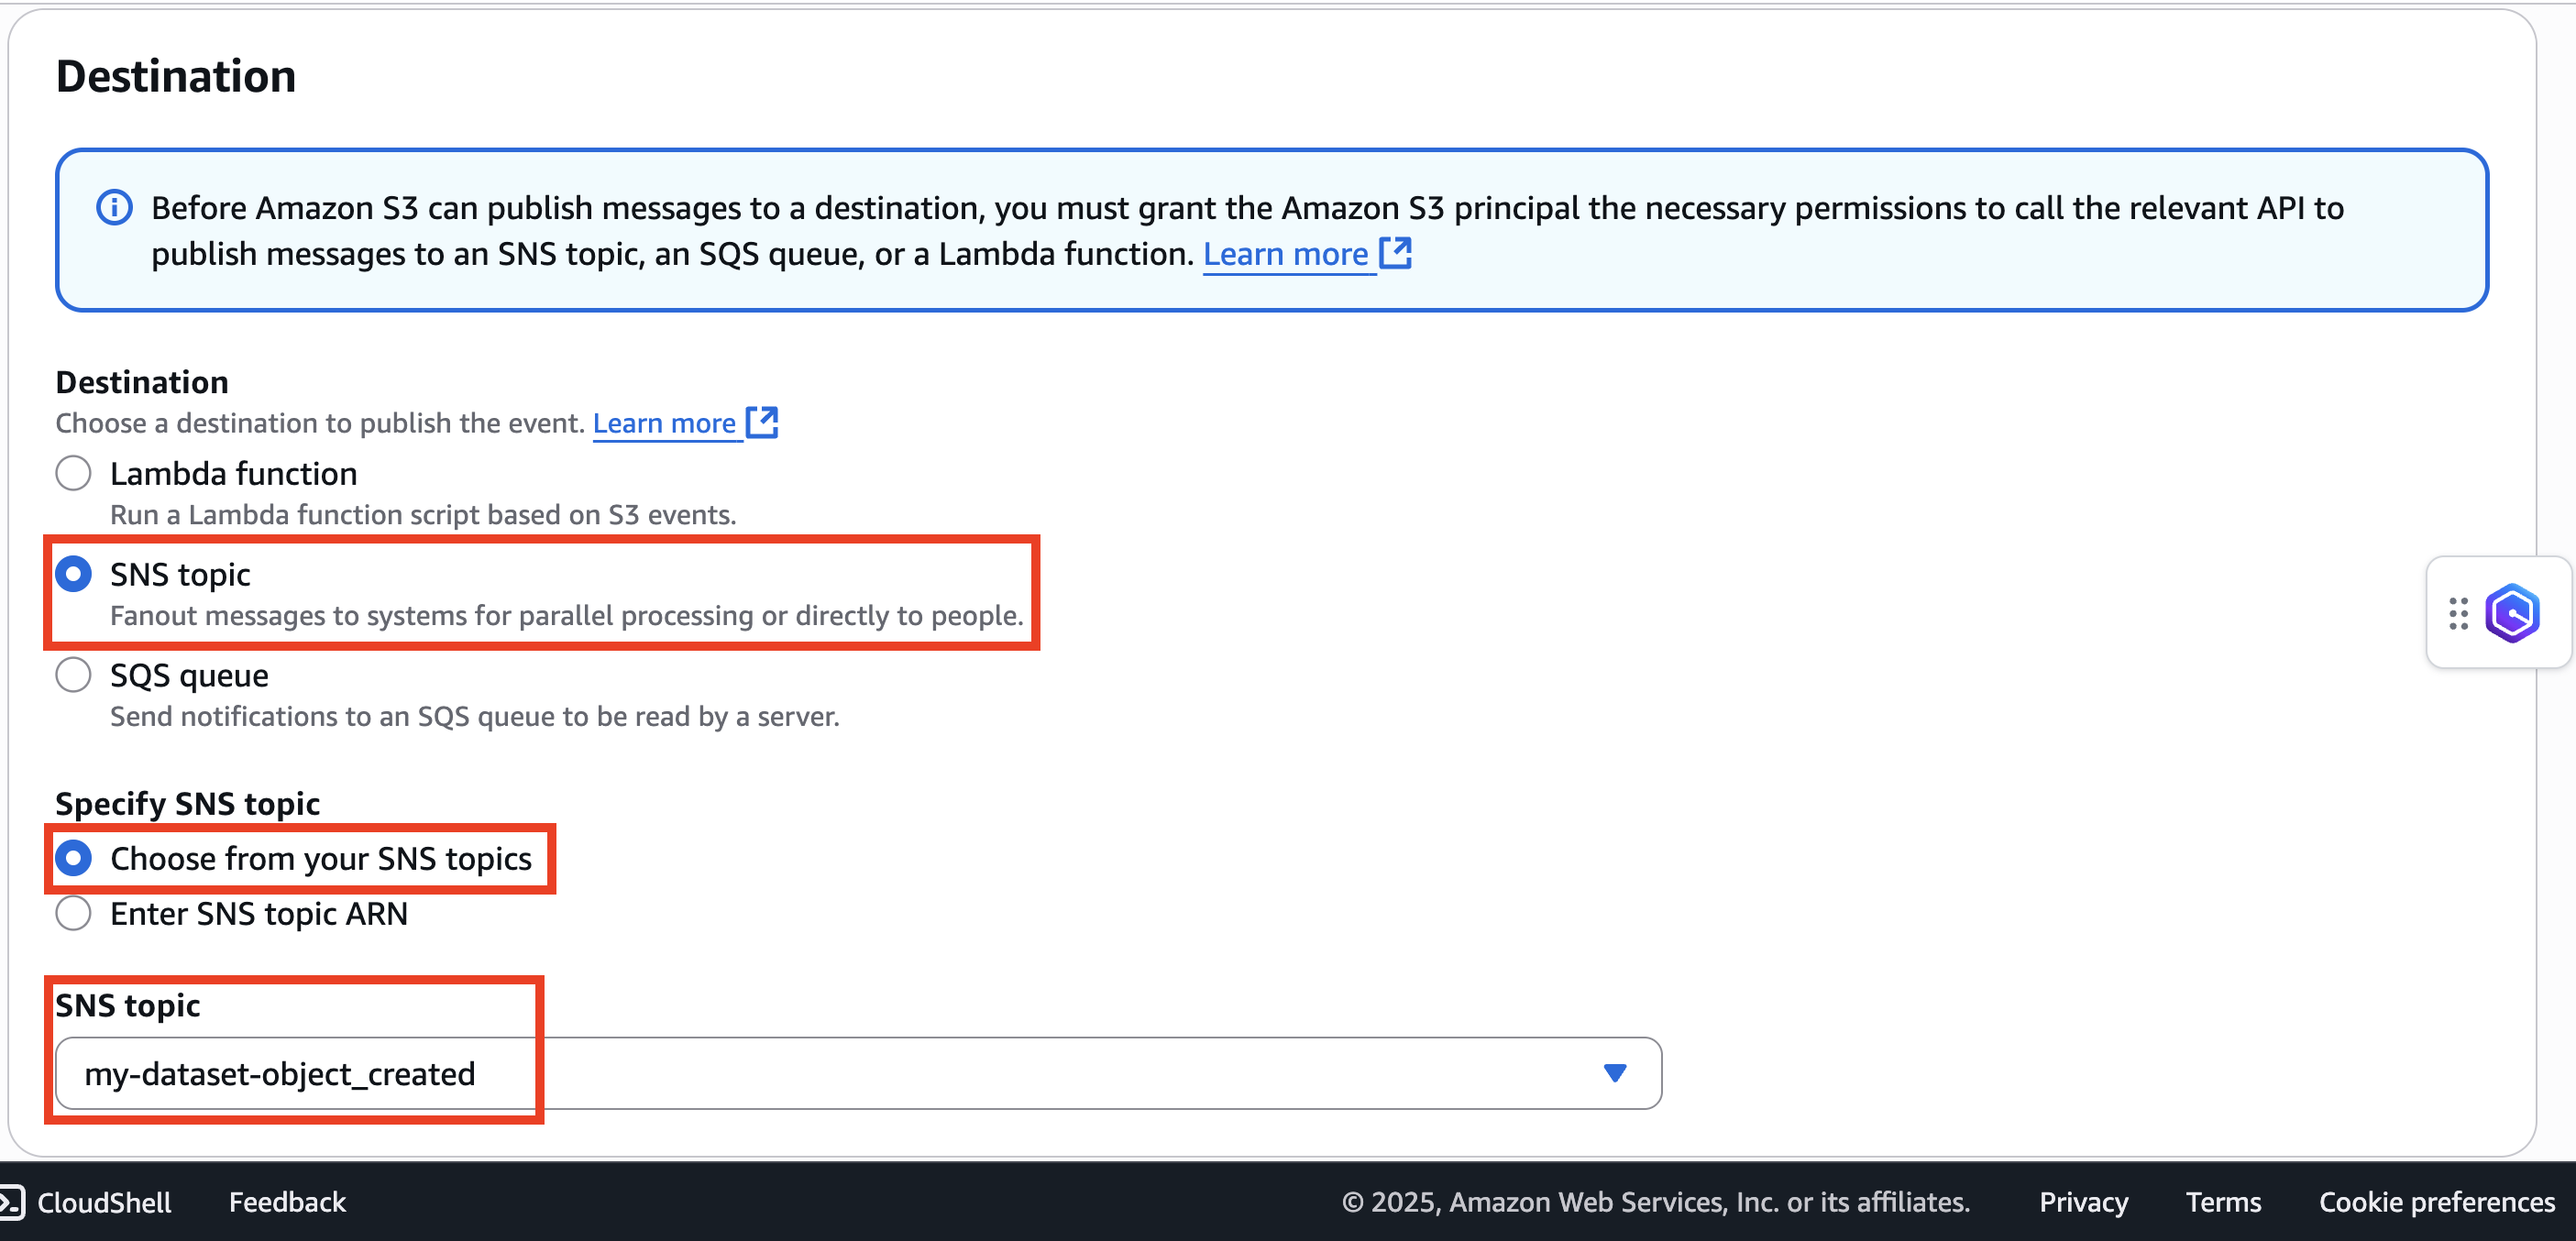 Destination
Before Amazon S3 can publish messages to a destination, you must grant the Amazon S3 principal the necessary permissions to call the relevant API to
publish messages to an SNS topic, an SQS queue, or a Lambda function. Learn more
Destination
Choose a destination to publish the event. Learn more
Lambda function
Run a Lambda function script based on S3 events.
SNS topic
Fanout messages to systems for parallel processing or directly to people.
SQS queue
Send notifications to an SQS queue to be read by a server.
Specify SNS topic
Choose from your SNS topics
Enter SNS topic ARN
SNS topic
my-dataset-object_created
CloudShell Feedback © 2025, Amazon Web Services, Inc. or its affiliates. Privacy Terms Cookie preferences